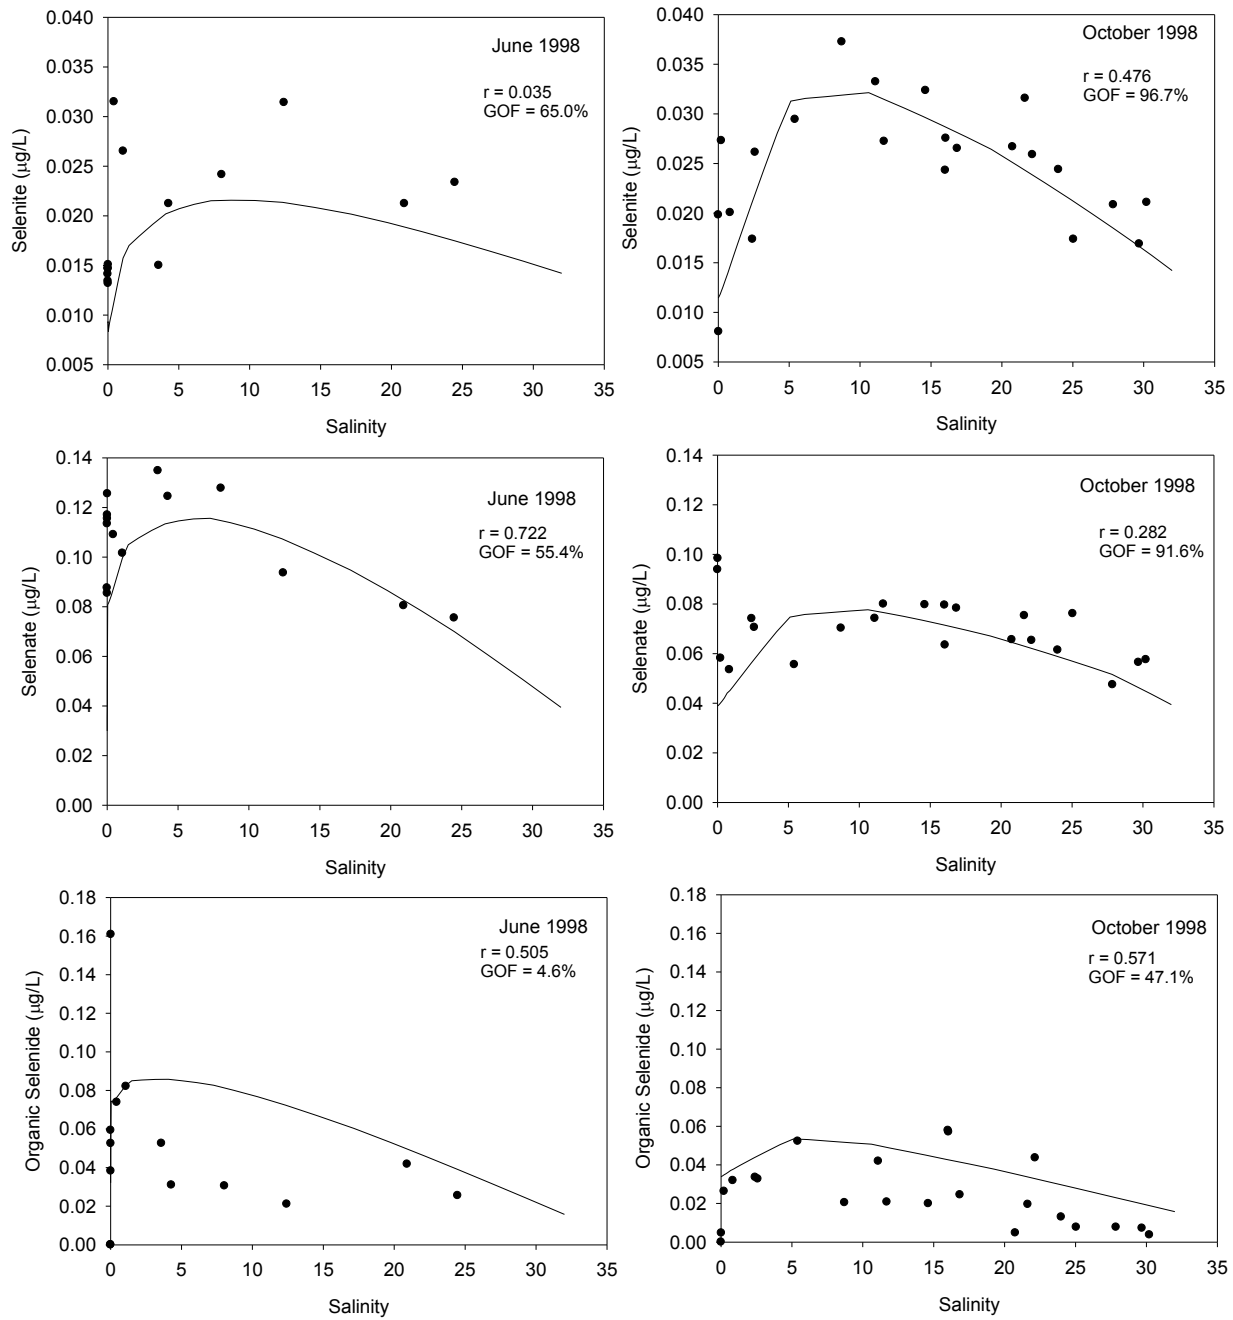 June 1998
r = 0.035
GOF = 65.0%
Selenite (µg/L)
0.040
0.035
0.030
0.025
0.020
0.015
0.010
0.005
0 5 10 15 20 25 30 35
Salinity
October 1998
r = 0.476
GOF = 96.7%
Selenite (µg/L)
0.040
0.035
0.030
0.025
0.020
0.015
0.010
0.005
0 5 10 15 20 25 30 35
Salinity
June 1998
r = 0.722
GOF = 55.4%
Selenate (µg/L)
0.14
0.12
0.10
0.08
0.06
0.04
0.02
0.00
0 5 10 15 20 25 30 35
Salinity
October 1998
r = 0.282
GOF = 91.6%
Selenate (µg/L)
0.14
0.12
0.10
0.08
0.06
0.04
0.02
0.00
0 5 10 15 20 25 30 35
Salinity
June 1998
r = 0.505
GOF = 4.6%
Organic Selenide (µg/L)
0.18
0.16
0.14
0.12
0.10
0.08
0.06
0.04
0.02
0.00
0 5 10 15 20 25 30 35
Salinity
October 1998
r = 0.571
GOF = 47.1%
Organic Selenide (µg/L)
0.18
0.16
0.14
0.12
0.10
0.08
0.06
0.04
0.02
0.00
0 5 10 15 20 25 30 35
Salinity